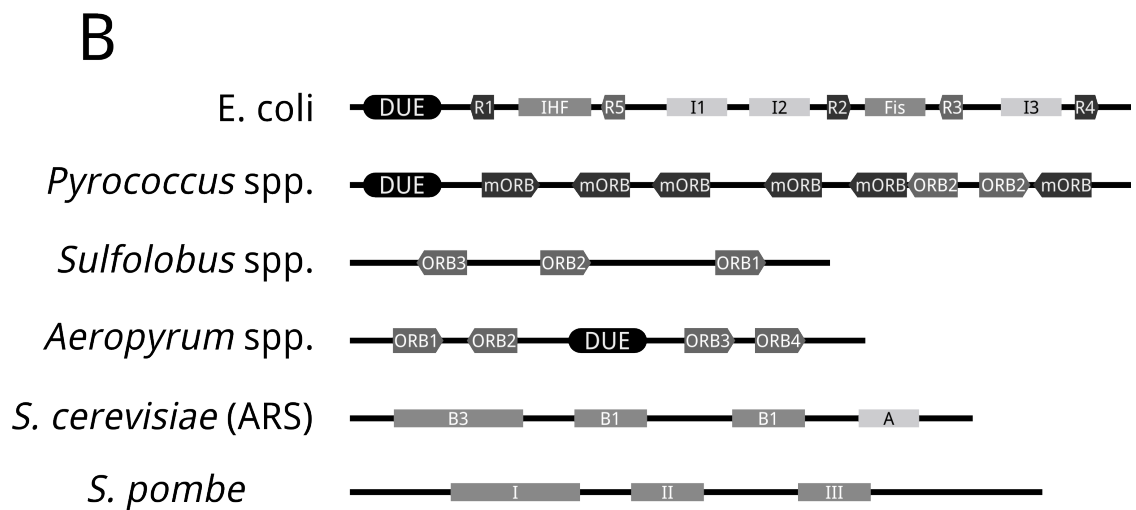 B
E. coli DUE R1 IHF R5 I1 I2 R2 Fis R3 I3 R4
Pyrococcus spp. DUE mORB mORB mORB mORB mORB ORB2 ORB2 mORB
Sulfolobus spp. ORB3 ORB2 ORB1
Aeropyrum spp. ORB1 ORB2 DUE ORB3 ORB4
S. cerevisiae (ARS) B3 B1 B1 A
S. pombe I II III